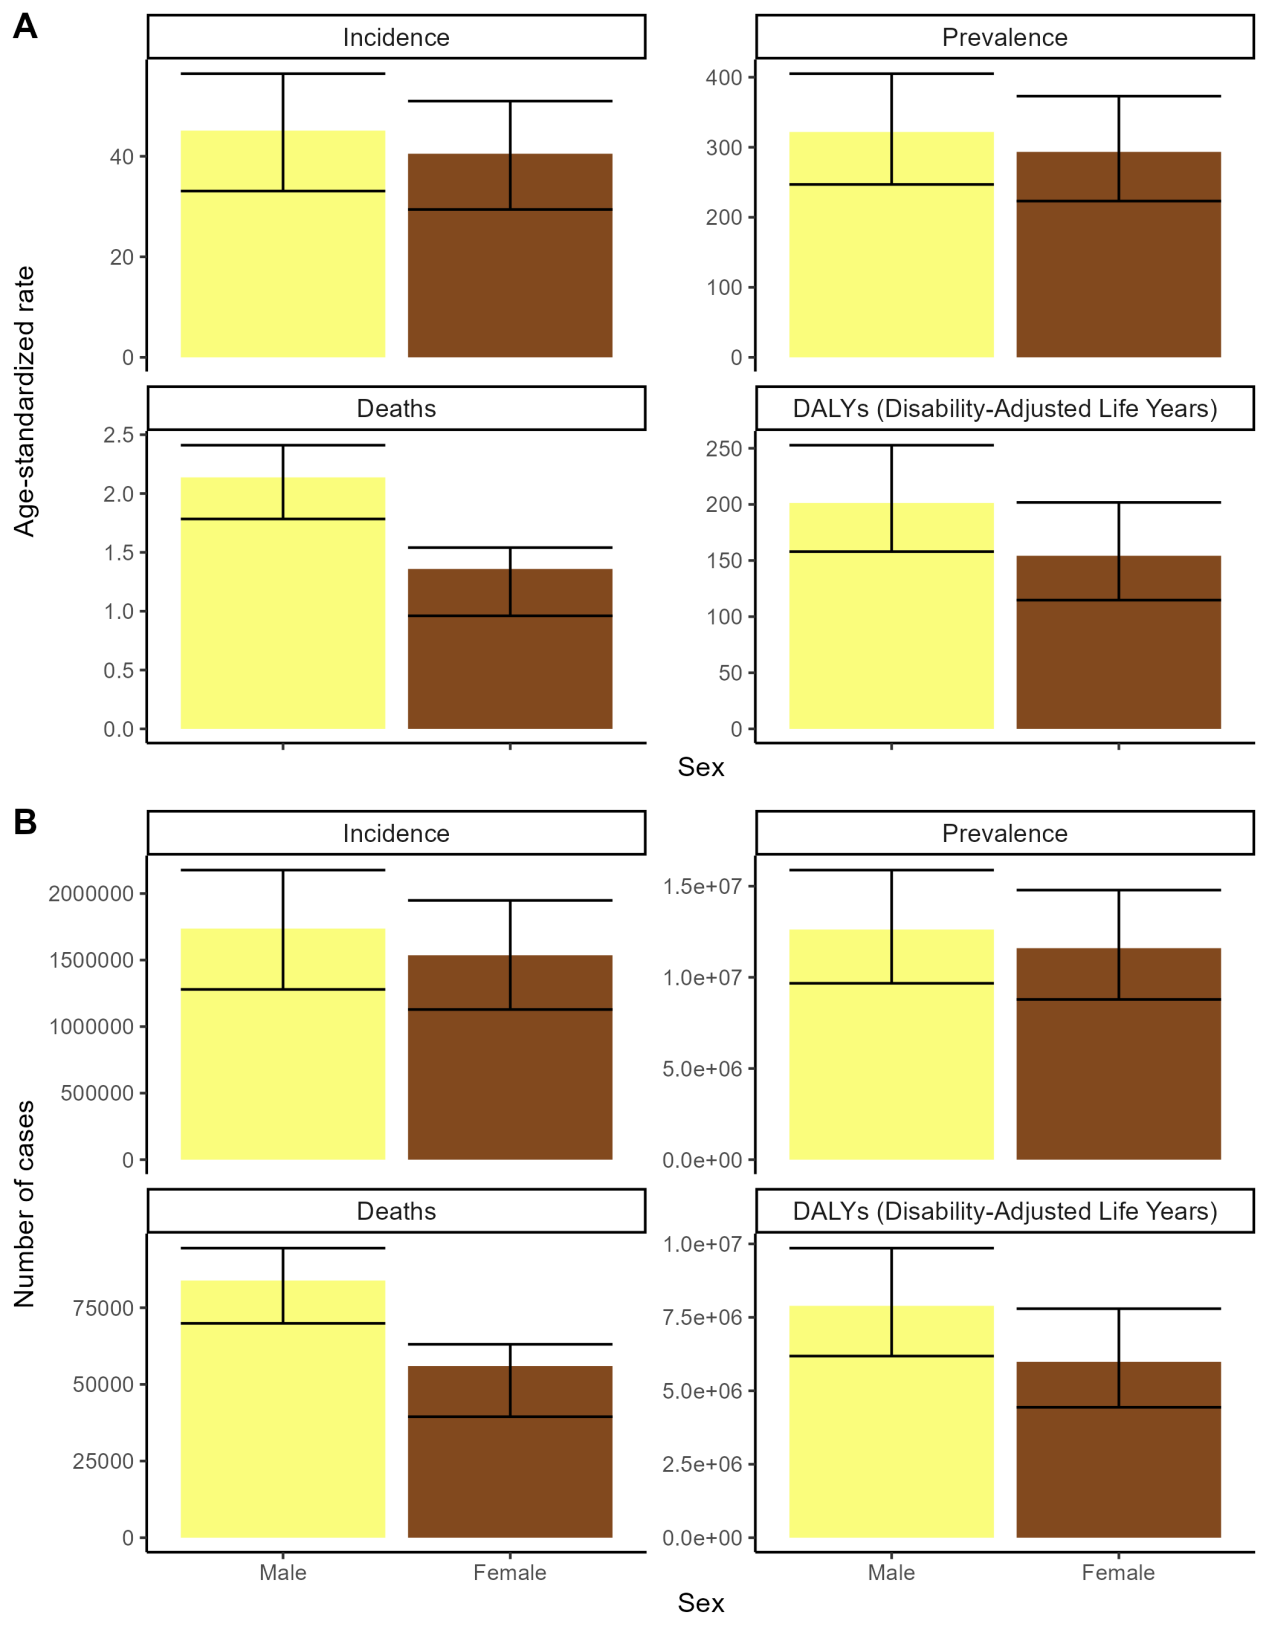 A
Incidence
Prevalence
40
20
0
400
300
200
100
0
Age-standardized rate
Deaths
DALYs (Disability-Adjusted Life Years)
2.5
2.0
1.5
1.0
0.5
0.0
250
200
150
100
50
0
Sex
B
Incidence
Prevalence
2000000
1500000
1000000
500000
0
1.5e+07
1.0e+07
5.0e+06
0.0e+00
Number of cases
Deaths
DALYs (Disability-Adjusted Life Years)
75000
50000
25000
0
1.0e+07
7.5e+06
5.0e+06
2.5e+06
0.0e+00
Male
Female
Male
Female
Sex